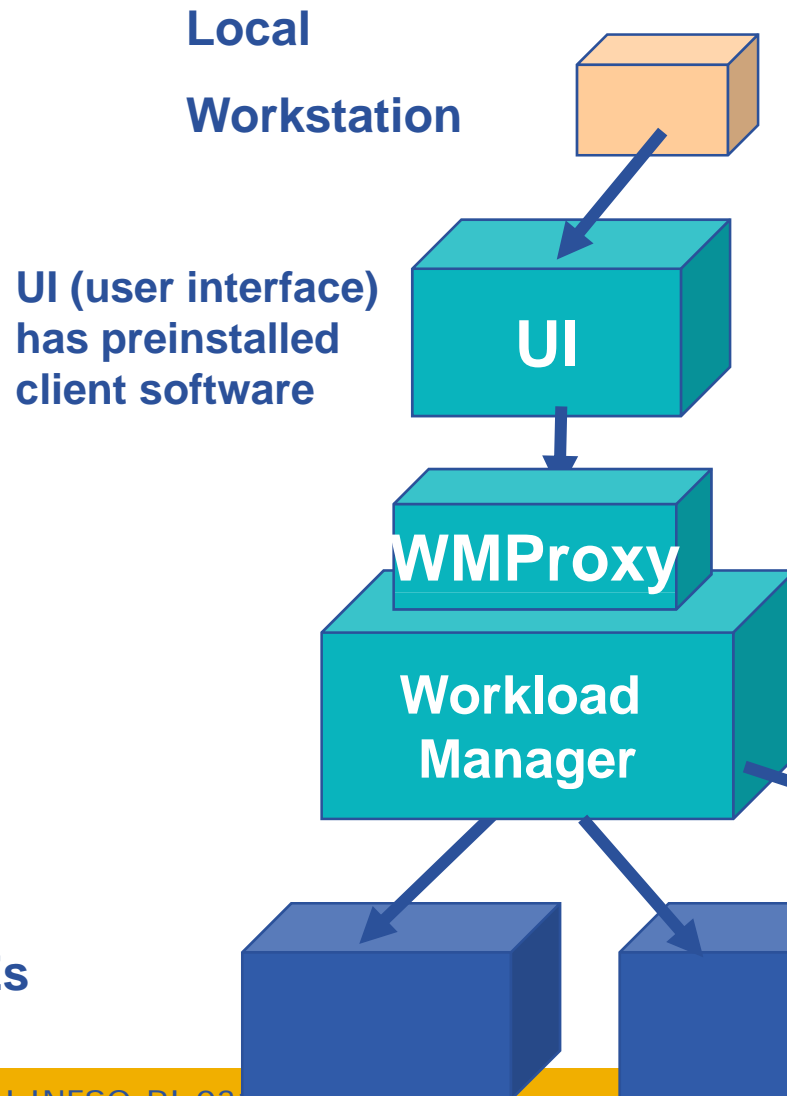 Local
Workstation
UI (user interface)
has preinstalled
client software
UI
WMProxy
Workload
Manager